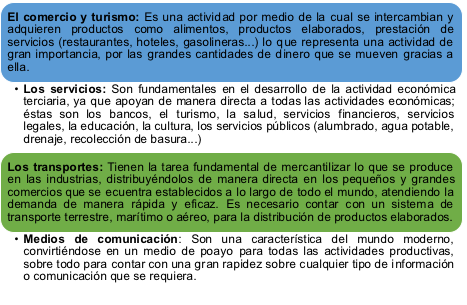 El comercio y turismo: Es una actividad por medio de la cual se intercambian y
adquieren productos como alimentos, productos elaborados, prestación de
servicios (restaurantes, hoteles, gasolineras...) lo que representa una actividad de
gran importancia, por las grandes cantidades de dinero que se mueven gracias a
ella.
• Los servicios: Son fundamentales en el desarrollo de la actividad económica
terciaria, ya que apoyan de manera directa a todas las actividades económicas;
éstas son los bancos, el turismo, la salud, servicios financieros, servicios
legales, la educación, la cultura, los servicios públicos (alumbrado, agua potable,
drenaje, recolección de basura...)
Los transportes: Tienen la tarea fundamental de mercantilizar lo que se produce
en las industrias, distribuyéndolos de manera directa en los pequeños y grandes
comercios que se ecuentra establecidos a lo largo de todo el mundo, atendiendo la
demanda de manera rápida y eficaz. Es necesario contar con un sistema de
transporte terrestre, marítimo o aéreo, para la distribución de productos elaborados.
• Medios de comunicación: Son una característica del mundo moderno,
convirtiéndose en un medio de poayo para todas las actividades productivas,
sobre todo para contar con una gran rapidez sobre cualquier tipo de información
o comunicación que se requiera.